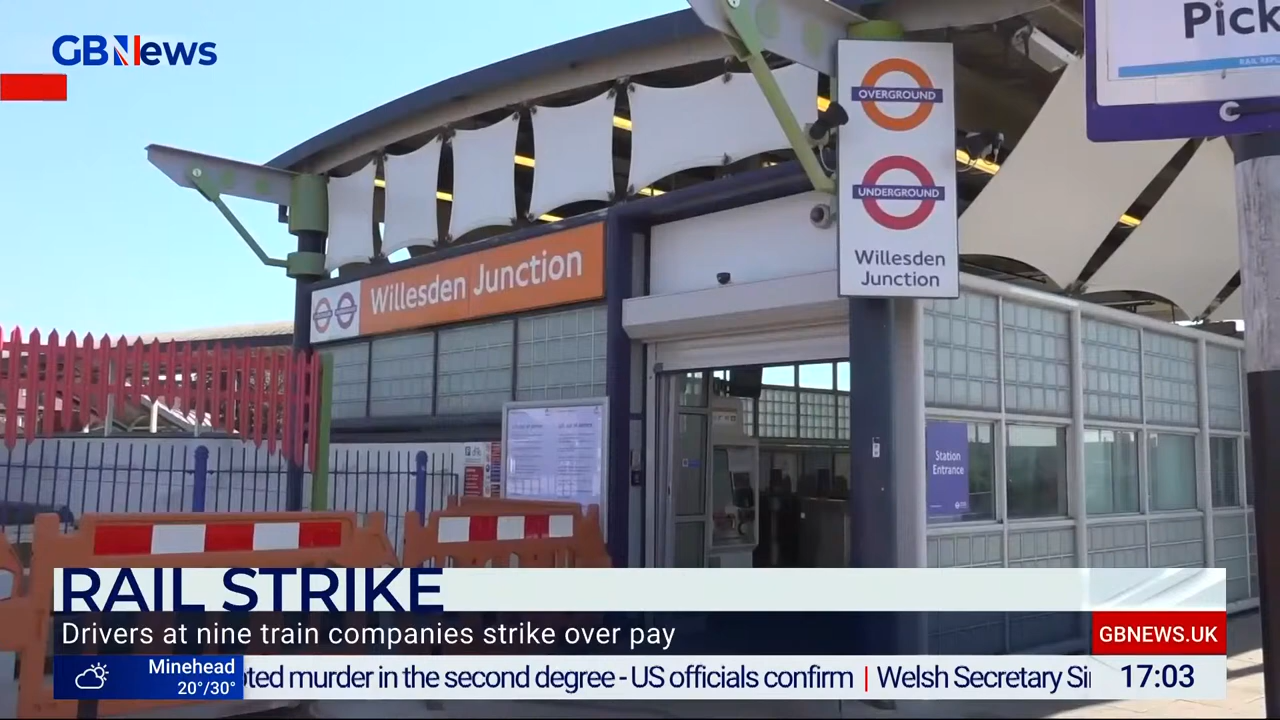 GB NEWS
Pick
OVERGROUND
UNDERGROUND
Willesden
Junction
Willesden Junction
Station
Entrance
RAIL STRIKE
Drivers at nine train companies strike over pay
GBNEWS.UK
Minehead
20°/30°
oted murder in the second degree - US officials confirm | Welsh Secretary Si
17:03